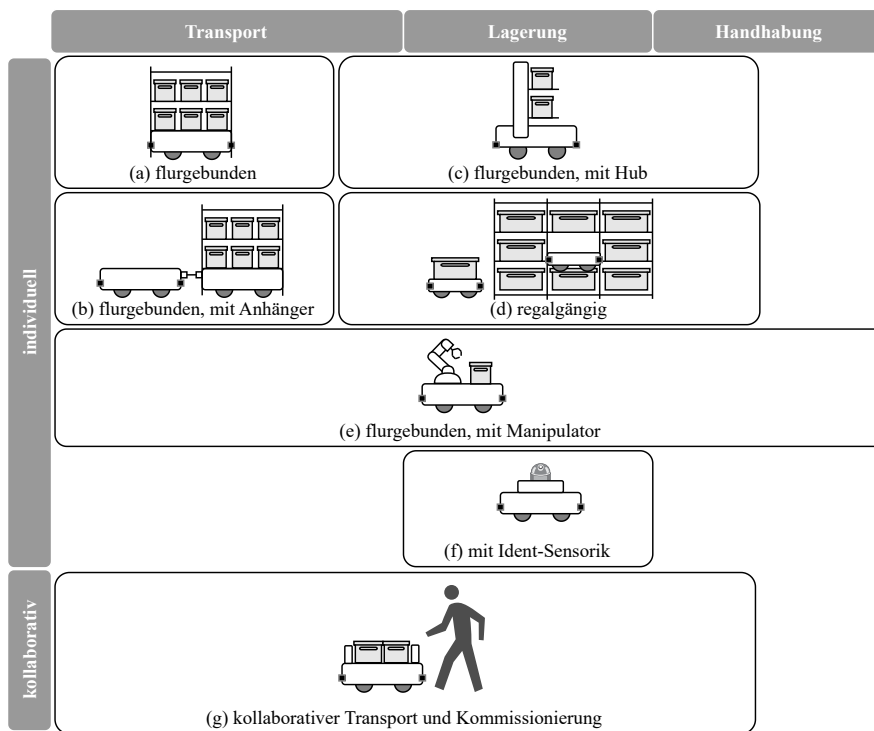 Transport
Lagerung
Handhabung
individuell
(a) flurgebunden
(c) flurgebunden, mit Hub
(b) flurgebunden, mit Anhänger
(d) regalgängig
(e) flurgebunden, mit Manipulator
(f) mit Ident-Sensorik
kollaborativ
(g) kollaborativer Transport und Kommissionierung